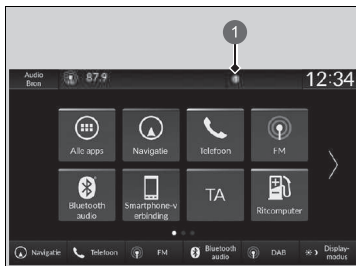 1
Audio
Bron
87.9
12:34
Alle apps
Navigatie
Telefoon
FM
Bluetooth
audio
Smartphone-v
erbinding
TA
Ritcomputer
Navigatie
Telefoon
FM
Bluetooth
audio
DAB
Display-
modus